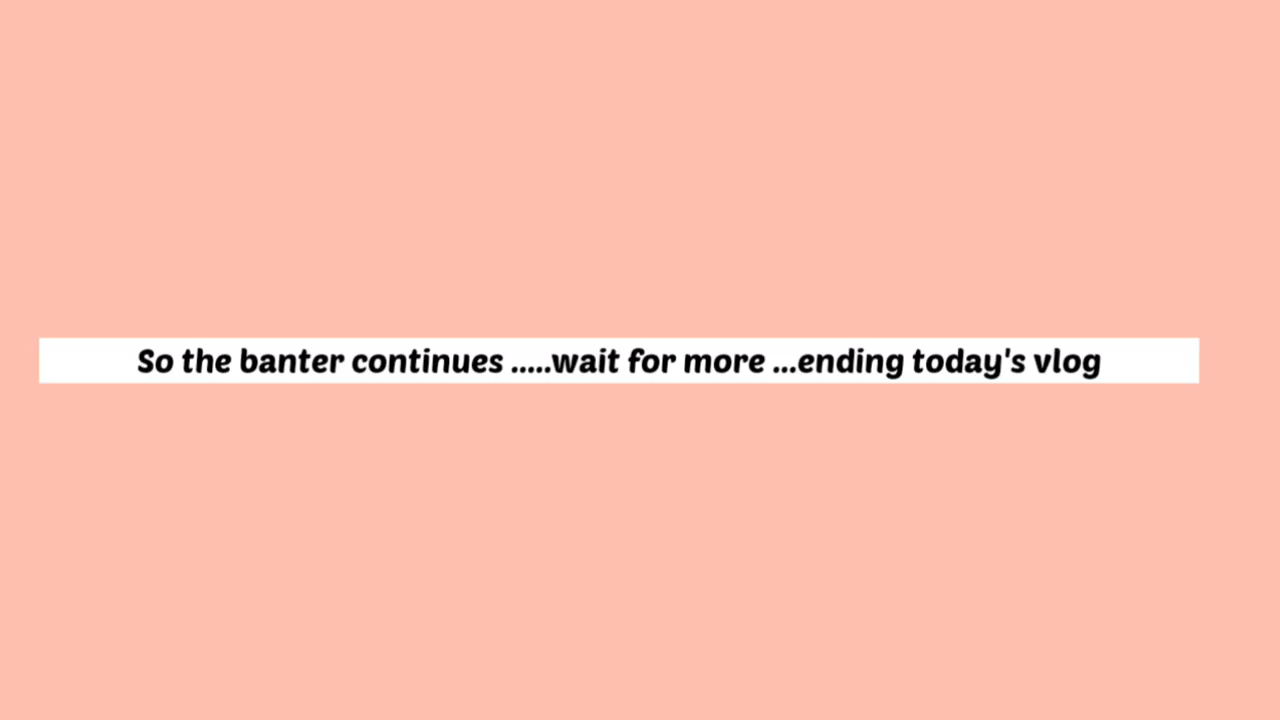 So the banter continues .....wait for more ...ending today's vlog